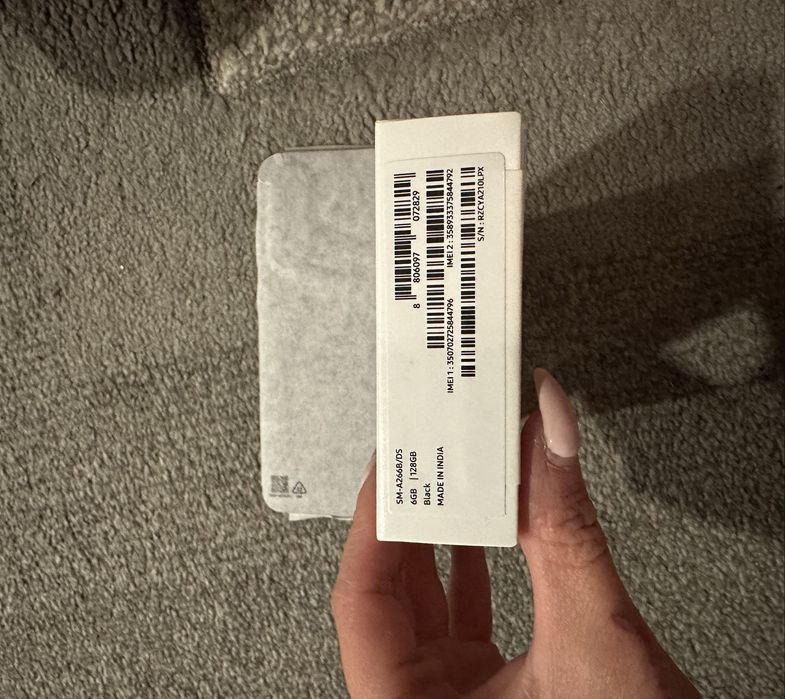 SM-A266B/DS
6GB | 128GB
Black
MADE IN INDIA
8 806097 072829
IMEI 1 : 350702725844796
IMEI 2 : 358933375844792
S/N : RZCYA210LPX